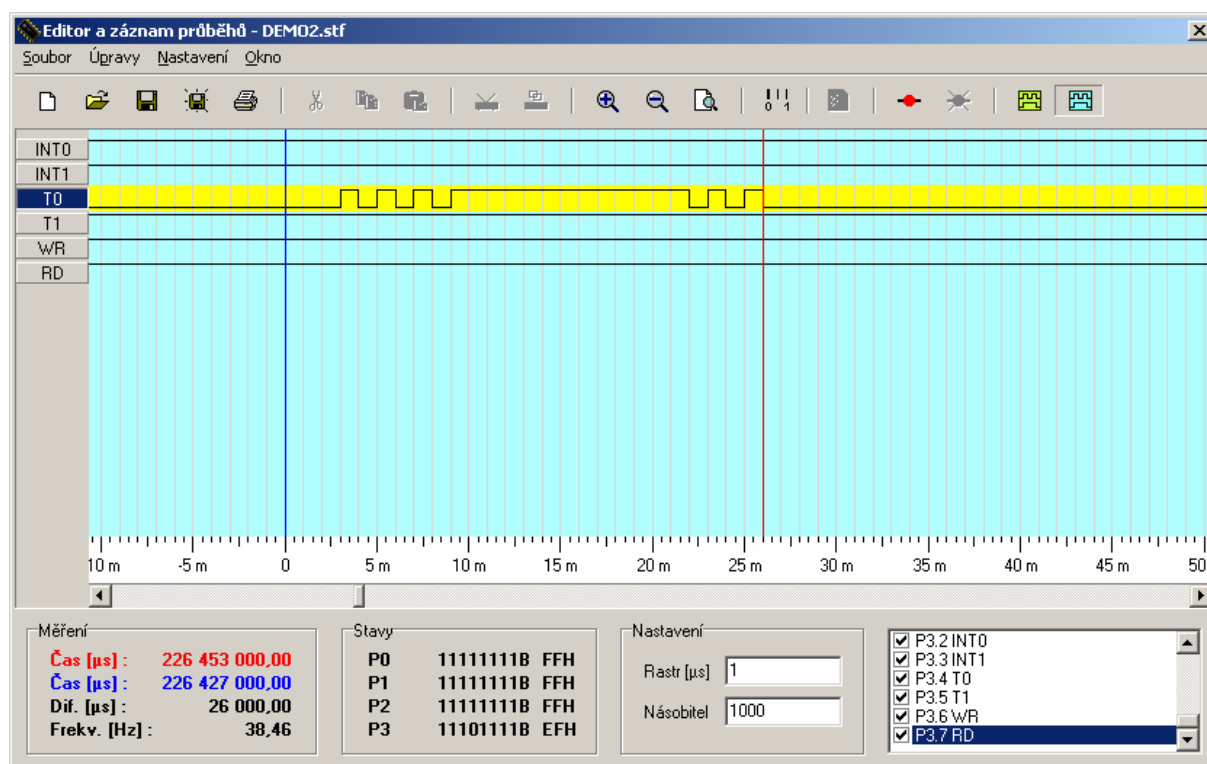 Editor a záznam průběhů - DEMO2.stf
Soubor Úpravy Nastavení Okno
INT0
INT1
T0
T1
WR
RD
10 m -5 m 0 5 m 10 m 15 m 20 m 25 m 30 m 35 m 40 m 45 m 50
Měření
Čas [µs] : 226 453 000,00
Čas [µs] : 226 427 000,00
Dif. [µs] : 26 000,00
Frekv. [Hz] : 38,46
Stavy
P0 11111111B FFH
P1 11111111B FFH
P2 11111111B FFH
P3 11101111B EFH
Nastavení
Rastr [µs] 1
Násobitel 1000
P3.2 INT0
P3.3 INT1
P3.4 T0
P3.5 T1
P3.6 WR
P3.7 RD